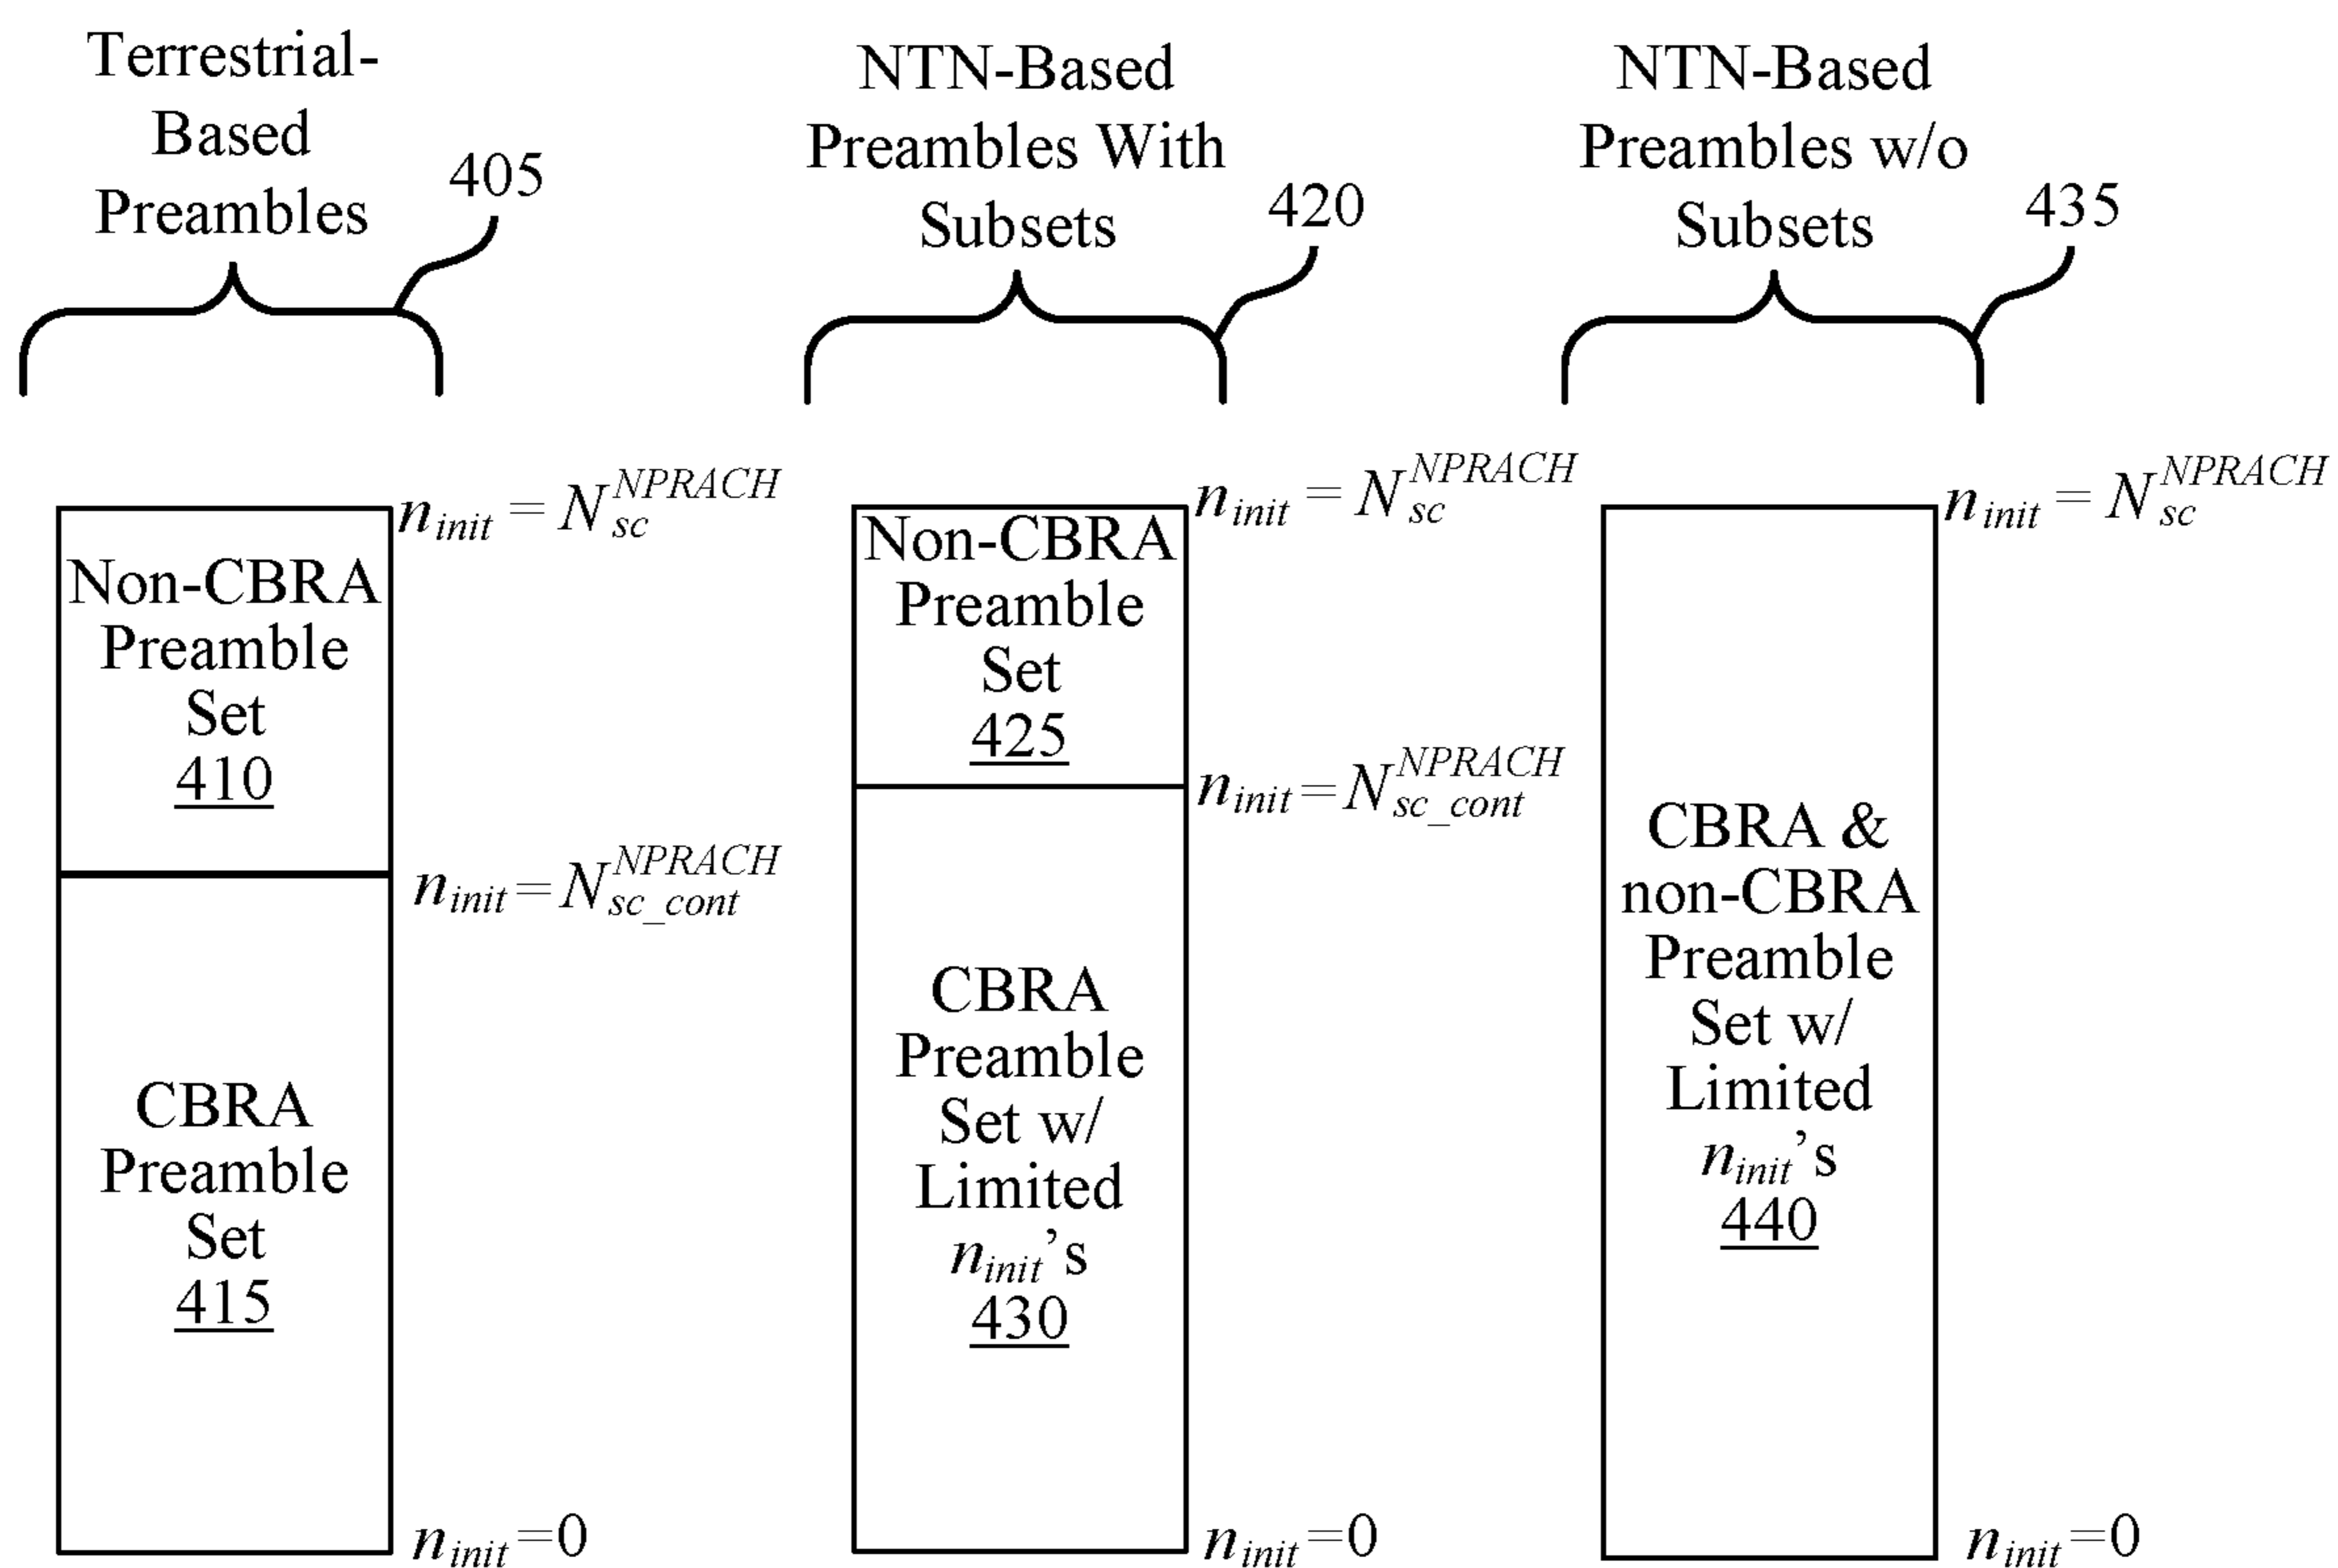 Terrestrial-
Based
Preambles
405
NTN-Based
Preambles With
Subsets
420
NTN-Based
Preambles w/o
Subsets
435
n_init = N_sc^NPRACH
Non-CBRA
Preamble
Set
410
n_init = N_sc_cont^NPRACH
CBRA
Preamble
Set
415
n_init=0
n_init = N_sc^NPRACH
Non-CBRA
Preamble
Set
425
n_init = N_sc_cont^NPRACH
CBRA
Preamble
Set w/
Limited
n_init's
430
n_init=0
n_init = N_sc^NPRACH
CBRA &
non-CBRA
Preamble
Set w/
Limited
n_init's
440
n_init=0